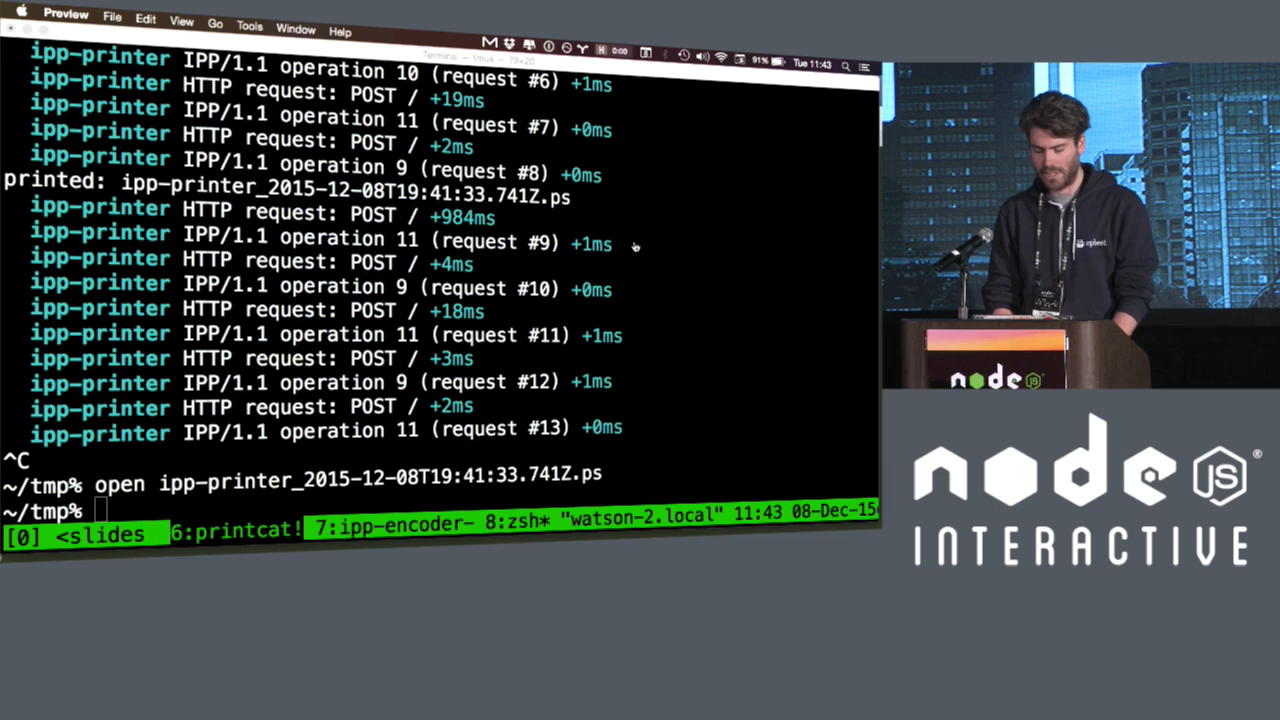 Preview File Edit View Go Tools Window Help
0:00 91% Tue 11:43
Terminal — tmux — 79×20
ipp-printer IPP/1.1 operation 10 (request #6) +1ms
ipp-printer HTTP request: POST / +19ms
ipp-printer IPP/1.1 operation 11 (request #7) +0ms
ipp-printer HTTP request: POST / +2ms
ipp-printer IPP/1.1 operation 9 (request #8) +0ms
printed: ipp-printer_2015-12-08T19:41:33.741Z.ps
ipp-printer HTTP request: POST / +984ms
ipp-printer IPP/1.1 operation 11 (request #9) +1ms
ipp-printer HTTP request: POST / +4ms
ipp-printer IPP/1.1 operation 9 (request #10) +0ms
ipp-printer HTTP request: POST / +18ms
ipp-printer IPP/1.1 operation 11 (request #11) +1ms
ipp-printer HTTP request: POST / +3ms
ipp-printer IPP/1.1 operation 9 (request #12) +1ms
ipp-printer HTTP request: POST / +2ms
ipp-printer IPP/1.1 operation 11 (request #13) +0ms
^C
~/tmp% open ipp-printer_2015-12-08T19:41:33.741Z.ps
~/tmp%
[0] <slides 6:printcat! 7:ipp-encoder- 8:zsh* "watson-2.local" 11:43 08-Dec-15
opbeat
node JS
node JS ®
INTERACTIVE